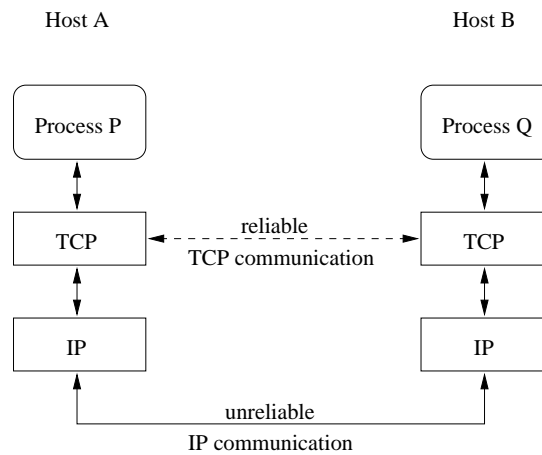 Host A
Host B
Process P
Process Q
TCP
reliable
TCP communication
TCP
IP
IP
unreliable
IP communication